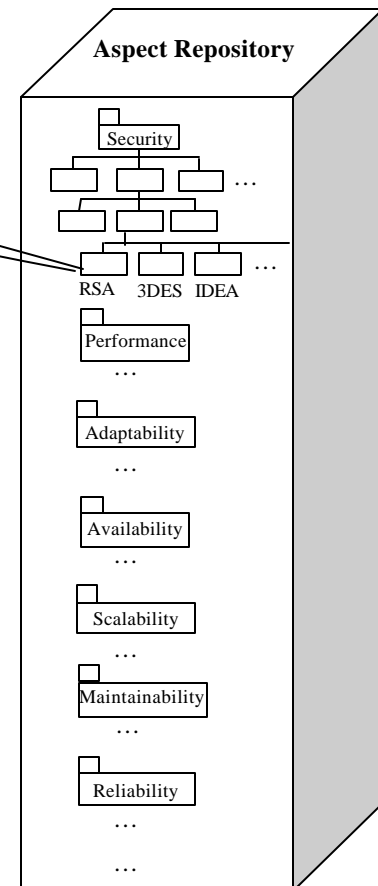 Aspect Repository
Security
…
RSA 3DES IDEA …
Performance
…
Adaptability
…
Availability
…
Scalability
…
Maintainability
…
Reliability
…
…